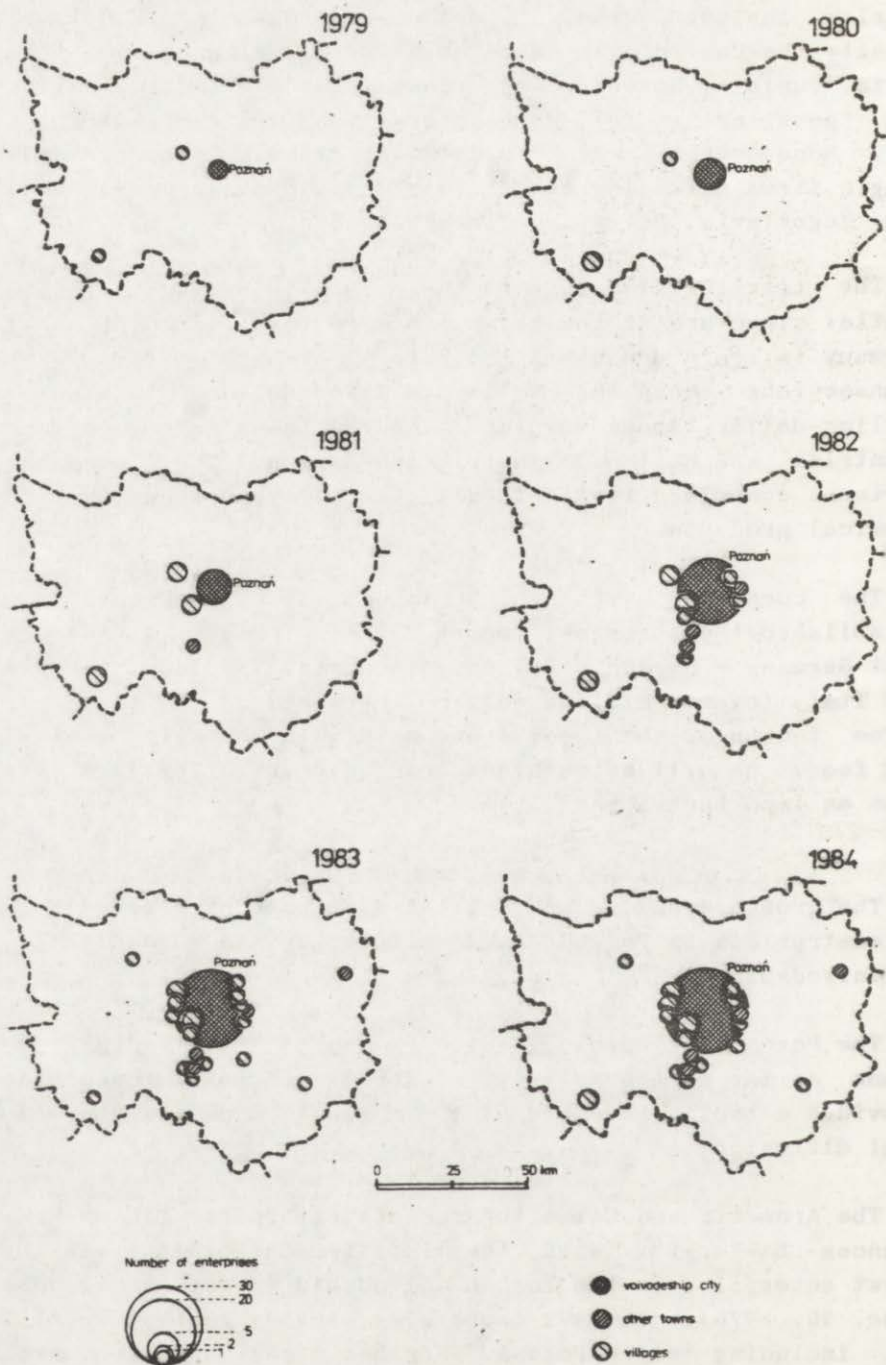 1979
1980
Poznań
Poznań
1981
1982
Poznań
Poznań
1983
1984
Poznań
Poznań
0 25 50 km
Number of enterprises
30
20
5
2
1
voivodeship city
other towns
villages